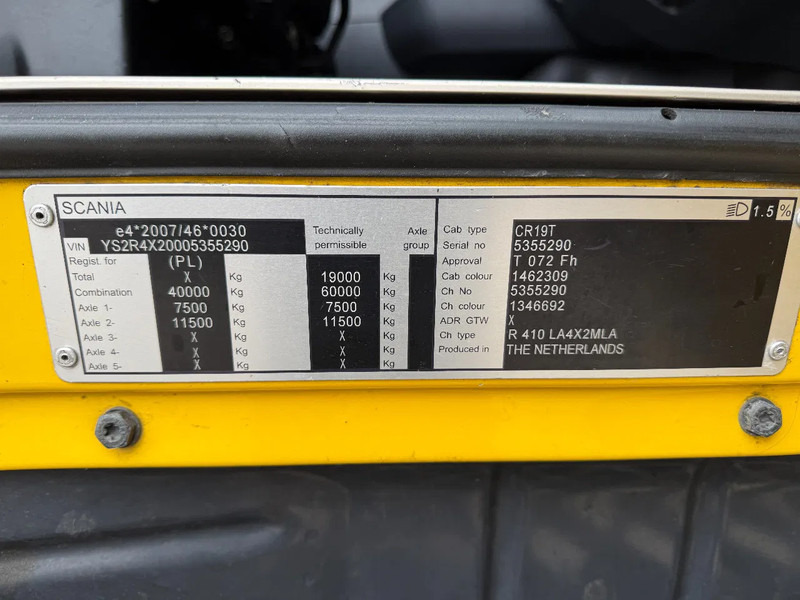 SCANIA
e4*2007/46*0030
VIN YS2R4X20005355290
Technically permissible
Axle group
Regist. for (PL)
Total X Kg 19000 Kg
Combination 40000 Kg 60000 Kg
Axle 1- 7500 Kg 7500 Kg
Axle 2- 11500 Kg 11500 Kg
Axle 3- X Kg X Kg
Axle 4- X Kg X Kg
Axle 5- X Kg X Kg
1.5 %
Cab type CR19T
Serial no 5355290
Approval T 072 Fh
Cab colour 1462309
Ch No 5355290
Ch colour 1346692
ADR GTW X
Ch type R 410 LA4X2MLA
Produced in THE NETHERLANDS